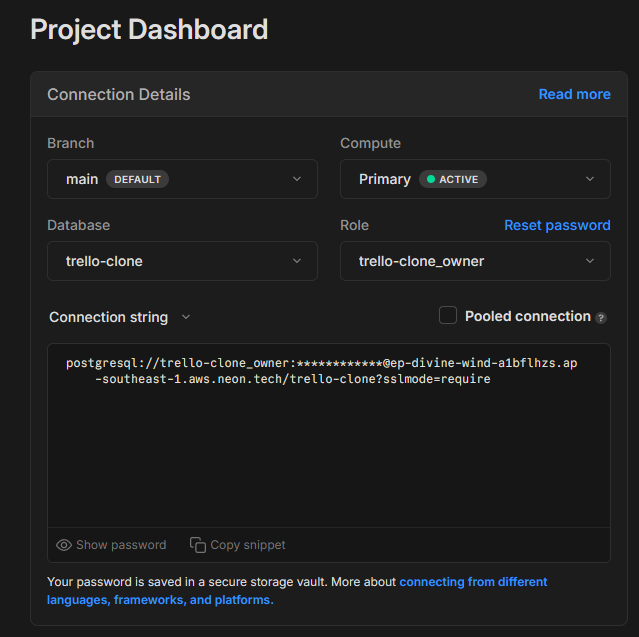 Project Dashboard
Connection Details
Read more
Branch
Compute
main DEFAULT
Primary ACTIVE
Database
Role
Reset password
trello-clone
trello-clone_owner
Connection string
Pooled connection ?
postgresql://trello-clone_owner:************@ep-divine-wind-a1bflhzs.ap
-southeast-1.aws.neon.tech/trello-clone?sslmode=require
Show password
Copy snippet
Your password is saved in a secure storage vault. More about connecting from different
languages, frameworks, and platforms.